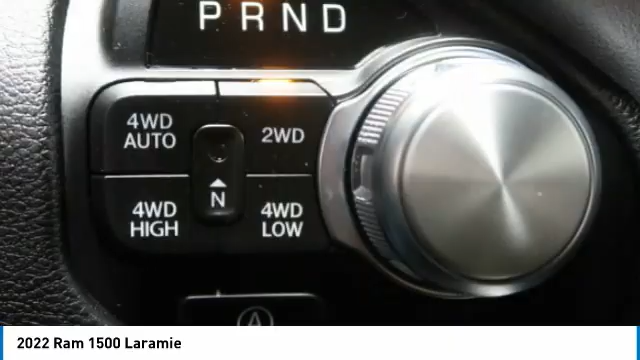 P R N D
4WD AUTO
2WD
N
4WD HIGH
4WD LOW
A
2022 Ram 1500 Laramie